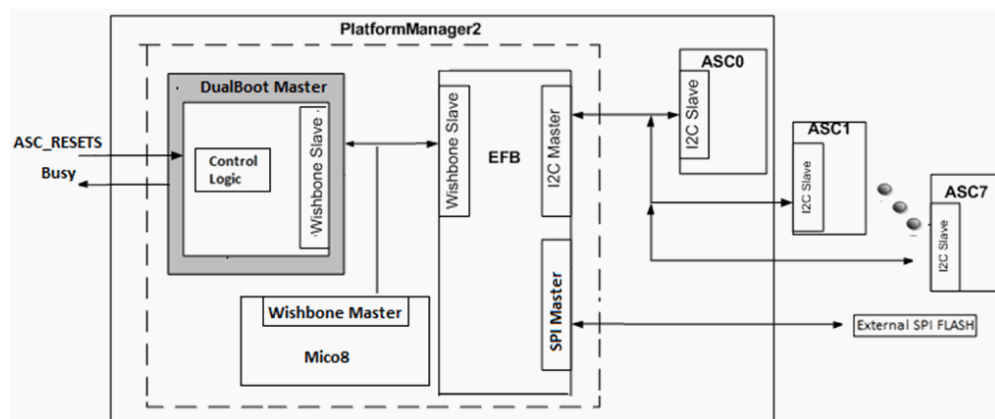 PlatformManager2
DualBoot Master
ASC_RESETS
Busy
Control
Logic
Wishbone Slave
Wishbone Slave
EFB
I2C Master
SPI Master
Wishbone Master
Mico8
ASC0
I2C Slave
ASC1
I2C Slave
ASC7
I2C Slave
External SPI FLASH